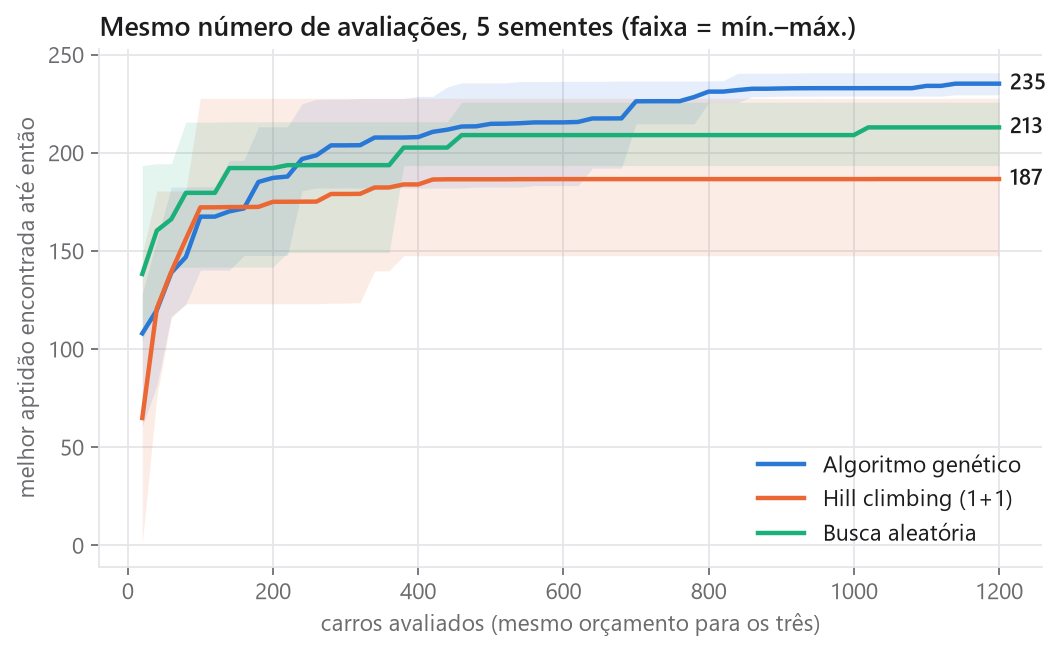 Mesmo número de avaliações, 5 sementes (faixa = mín.–máx.)
melhor aptidão encontrada até então
250
200
150
100
50
0
235
213
187
Algoritmo genético
Hill climbing (1+1)
Busca aleatória
0 200 400 600 800 1000 1200
carros avaliados (mesmo orçamento para os três)